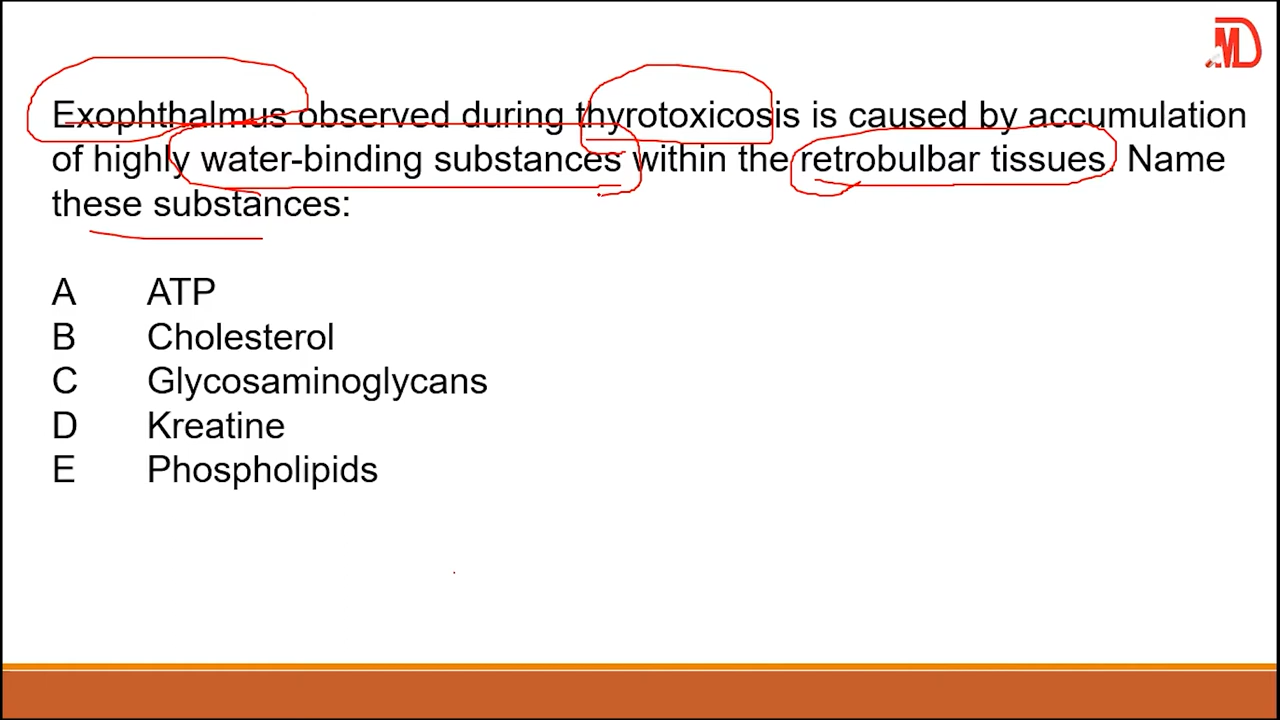 MD
Exophthalmus observed during thyrotoxicosis is caused by accumulation
of highly water-binding substances within the retrobulbar tissues. Name
these substances:
A ATP
B Cholesterol
C Glycosaminoglycans
D Kreatine
E Phospholipids